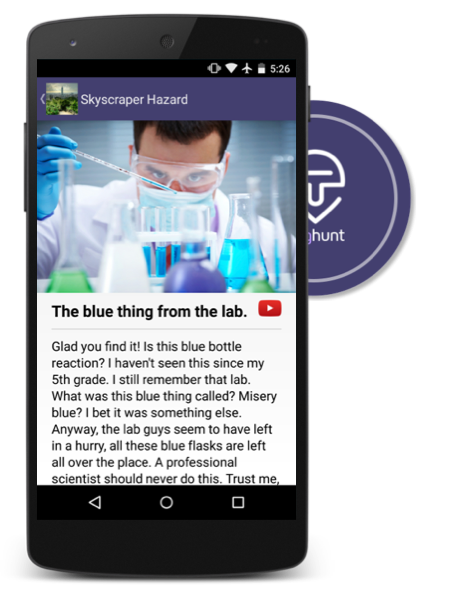 5:26
Skyscraper Hazard
The blue thing from the lab.
Glad you find it! Is this blue bottle
reaction? I haven't seen this since my
5th grade. I still remember that lab.
What was this blue thing called? Misery
blue? I bet it was something else.
Anyway, the lab guys seem to have left
in a hurry, all these blue flasks are left
all over the place. A professional
scientist should never do this. Trust me,
ghunt